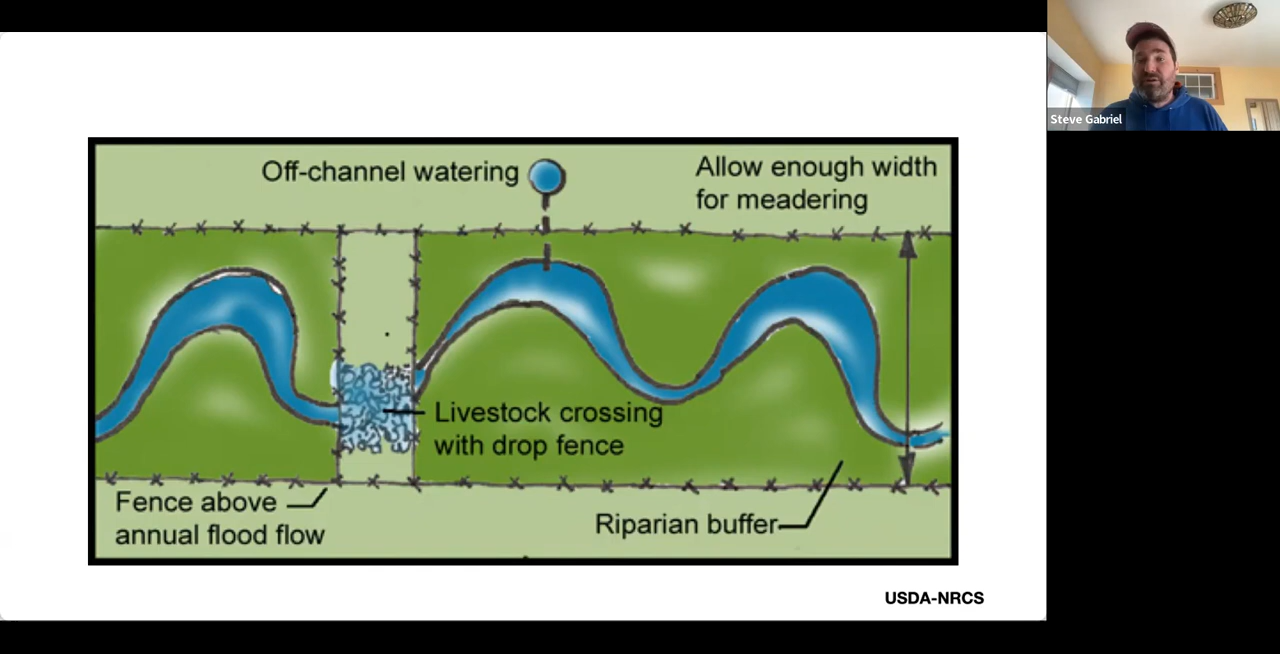 Off-channel watering
Allow enough width
for meadering
Livestock crossing
with drop fence
Fence above
annual flood flow
Riparian buffer
USDA-NRCS
Steve Gabriel